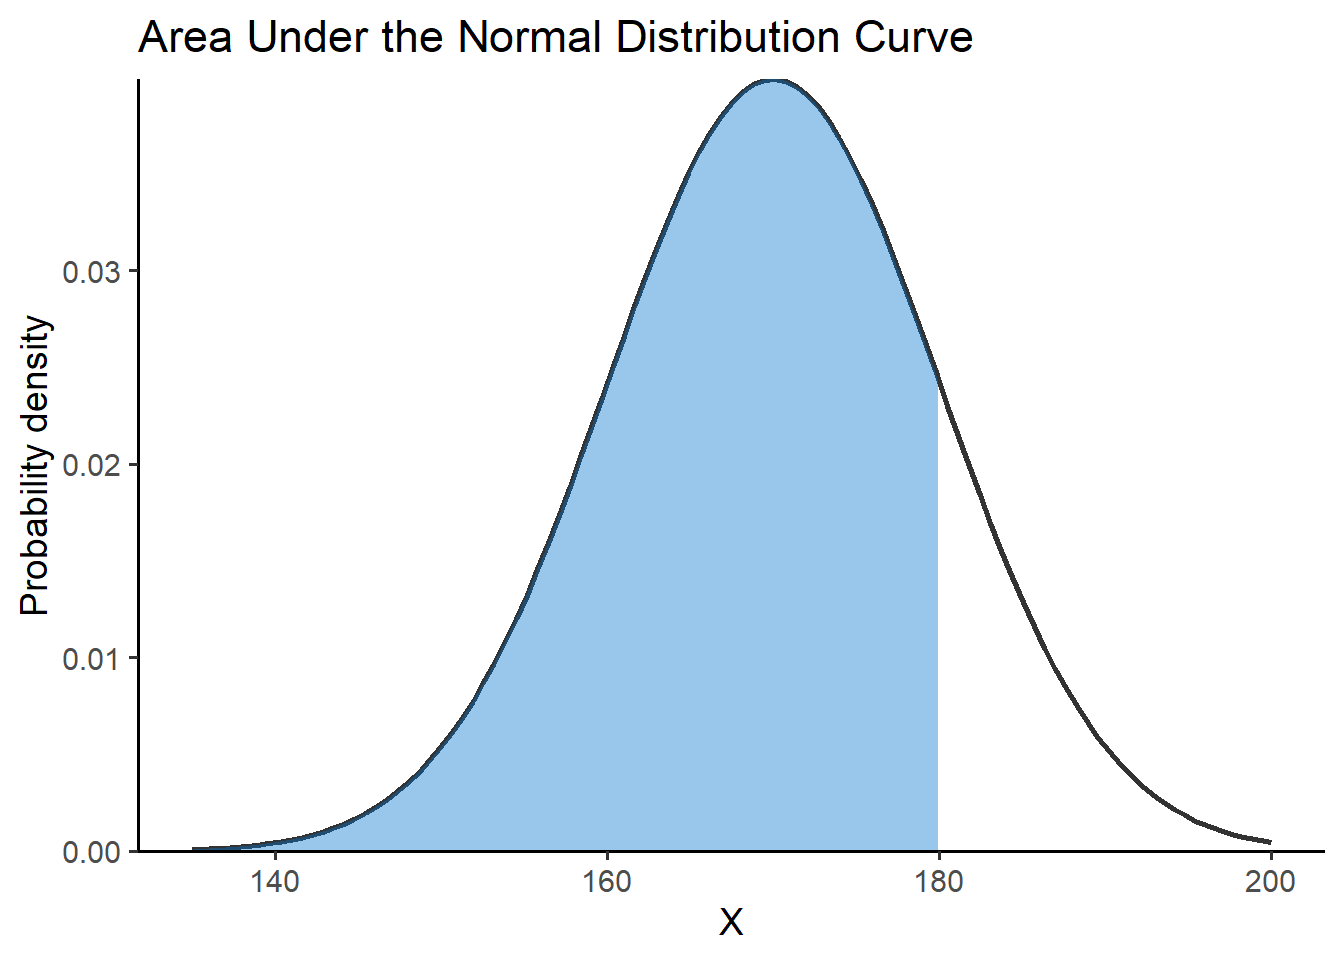 Area Under the Normal Distribution Curve
Probability density
0.03
0.02
0.01
0.00
140 160 180 200
X